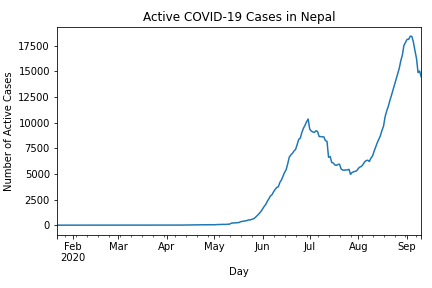 Active COVID-19 Cases in Nepal
Number of Active Cases
17500
15000
12500
10000
7500
5000
2500
0
Feb Mar Apr May Jun Jul Aug Sep
2020
Day